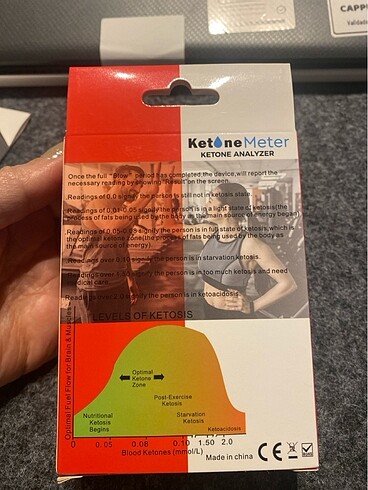 CAPP
Valida
KetoneMeter
KETONE ANALYZER
Once the full "Blow" period has completed,the device,will report the
necessary reading by showing "Result"on the screen.
Readings of 0.0 signify the person is still not in ketosis state.
Readings of 0.01-0.05 signify the person is in a light state of ketosis(the
process of fats being used by the body as the main source of energy began)
Readings of 0.05-0.0 signify the person is in full state of ketosis,which is
the optimal ketone zone(the process of fats being used by the body as
the main source of energy).
Readings over 0.10 signify the person is in starvation ketosis.
Readings over 1.50 signify the person is in too much ketosis and need
medical care.
Readings over 2.0 signify the person is in ketoacidosis.
LEVELS OF KETOSIS
Optimal Fuel Flow for Brain & Muscles
Optimal
Ketone
Zone
Post-Exercise
Ketosis
Nutritional
Ketosis
Begins
Starvation
Ketosis
Ketoacidosis
0 0.05 0.08 0.10 1.50 2.0
Blood Ketones (mmol/L)
Made in china
CE